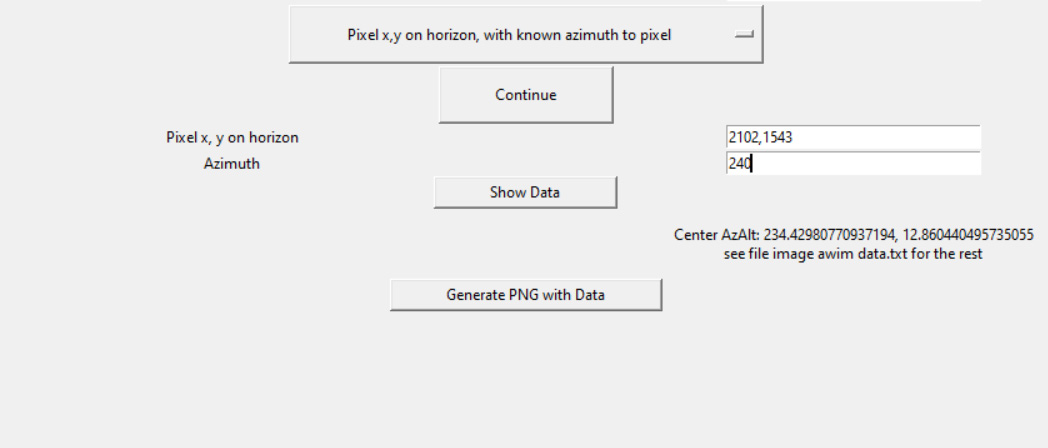 Pixel x,y on horizon, with known azimuth to pixel
Continue
Pixel x, y on horizon 2102,1543
Azimuth 240
Show Data
Center AzAlt: 234.42980770937194, 12.860440495735055
see file image awim data.txt for the rest
Generate PNG with Data